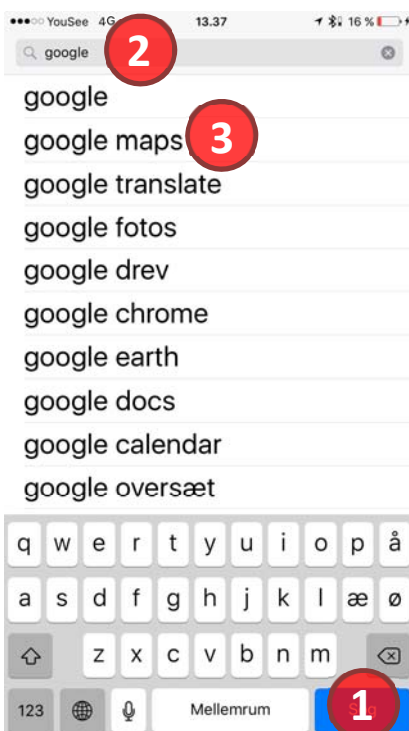 YouSee 4G 13.37 16 %
google
2
google
google maps
3
google translate
google fotos
google drev
google chrome
google earth
google docs
google calendar
google oversæt
q w e r t y u i o p å
a s d f g h j k l æ ø
z x c v b n m
123 Mellemrum
1